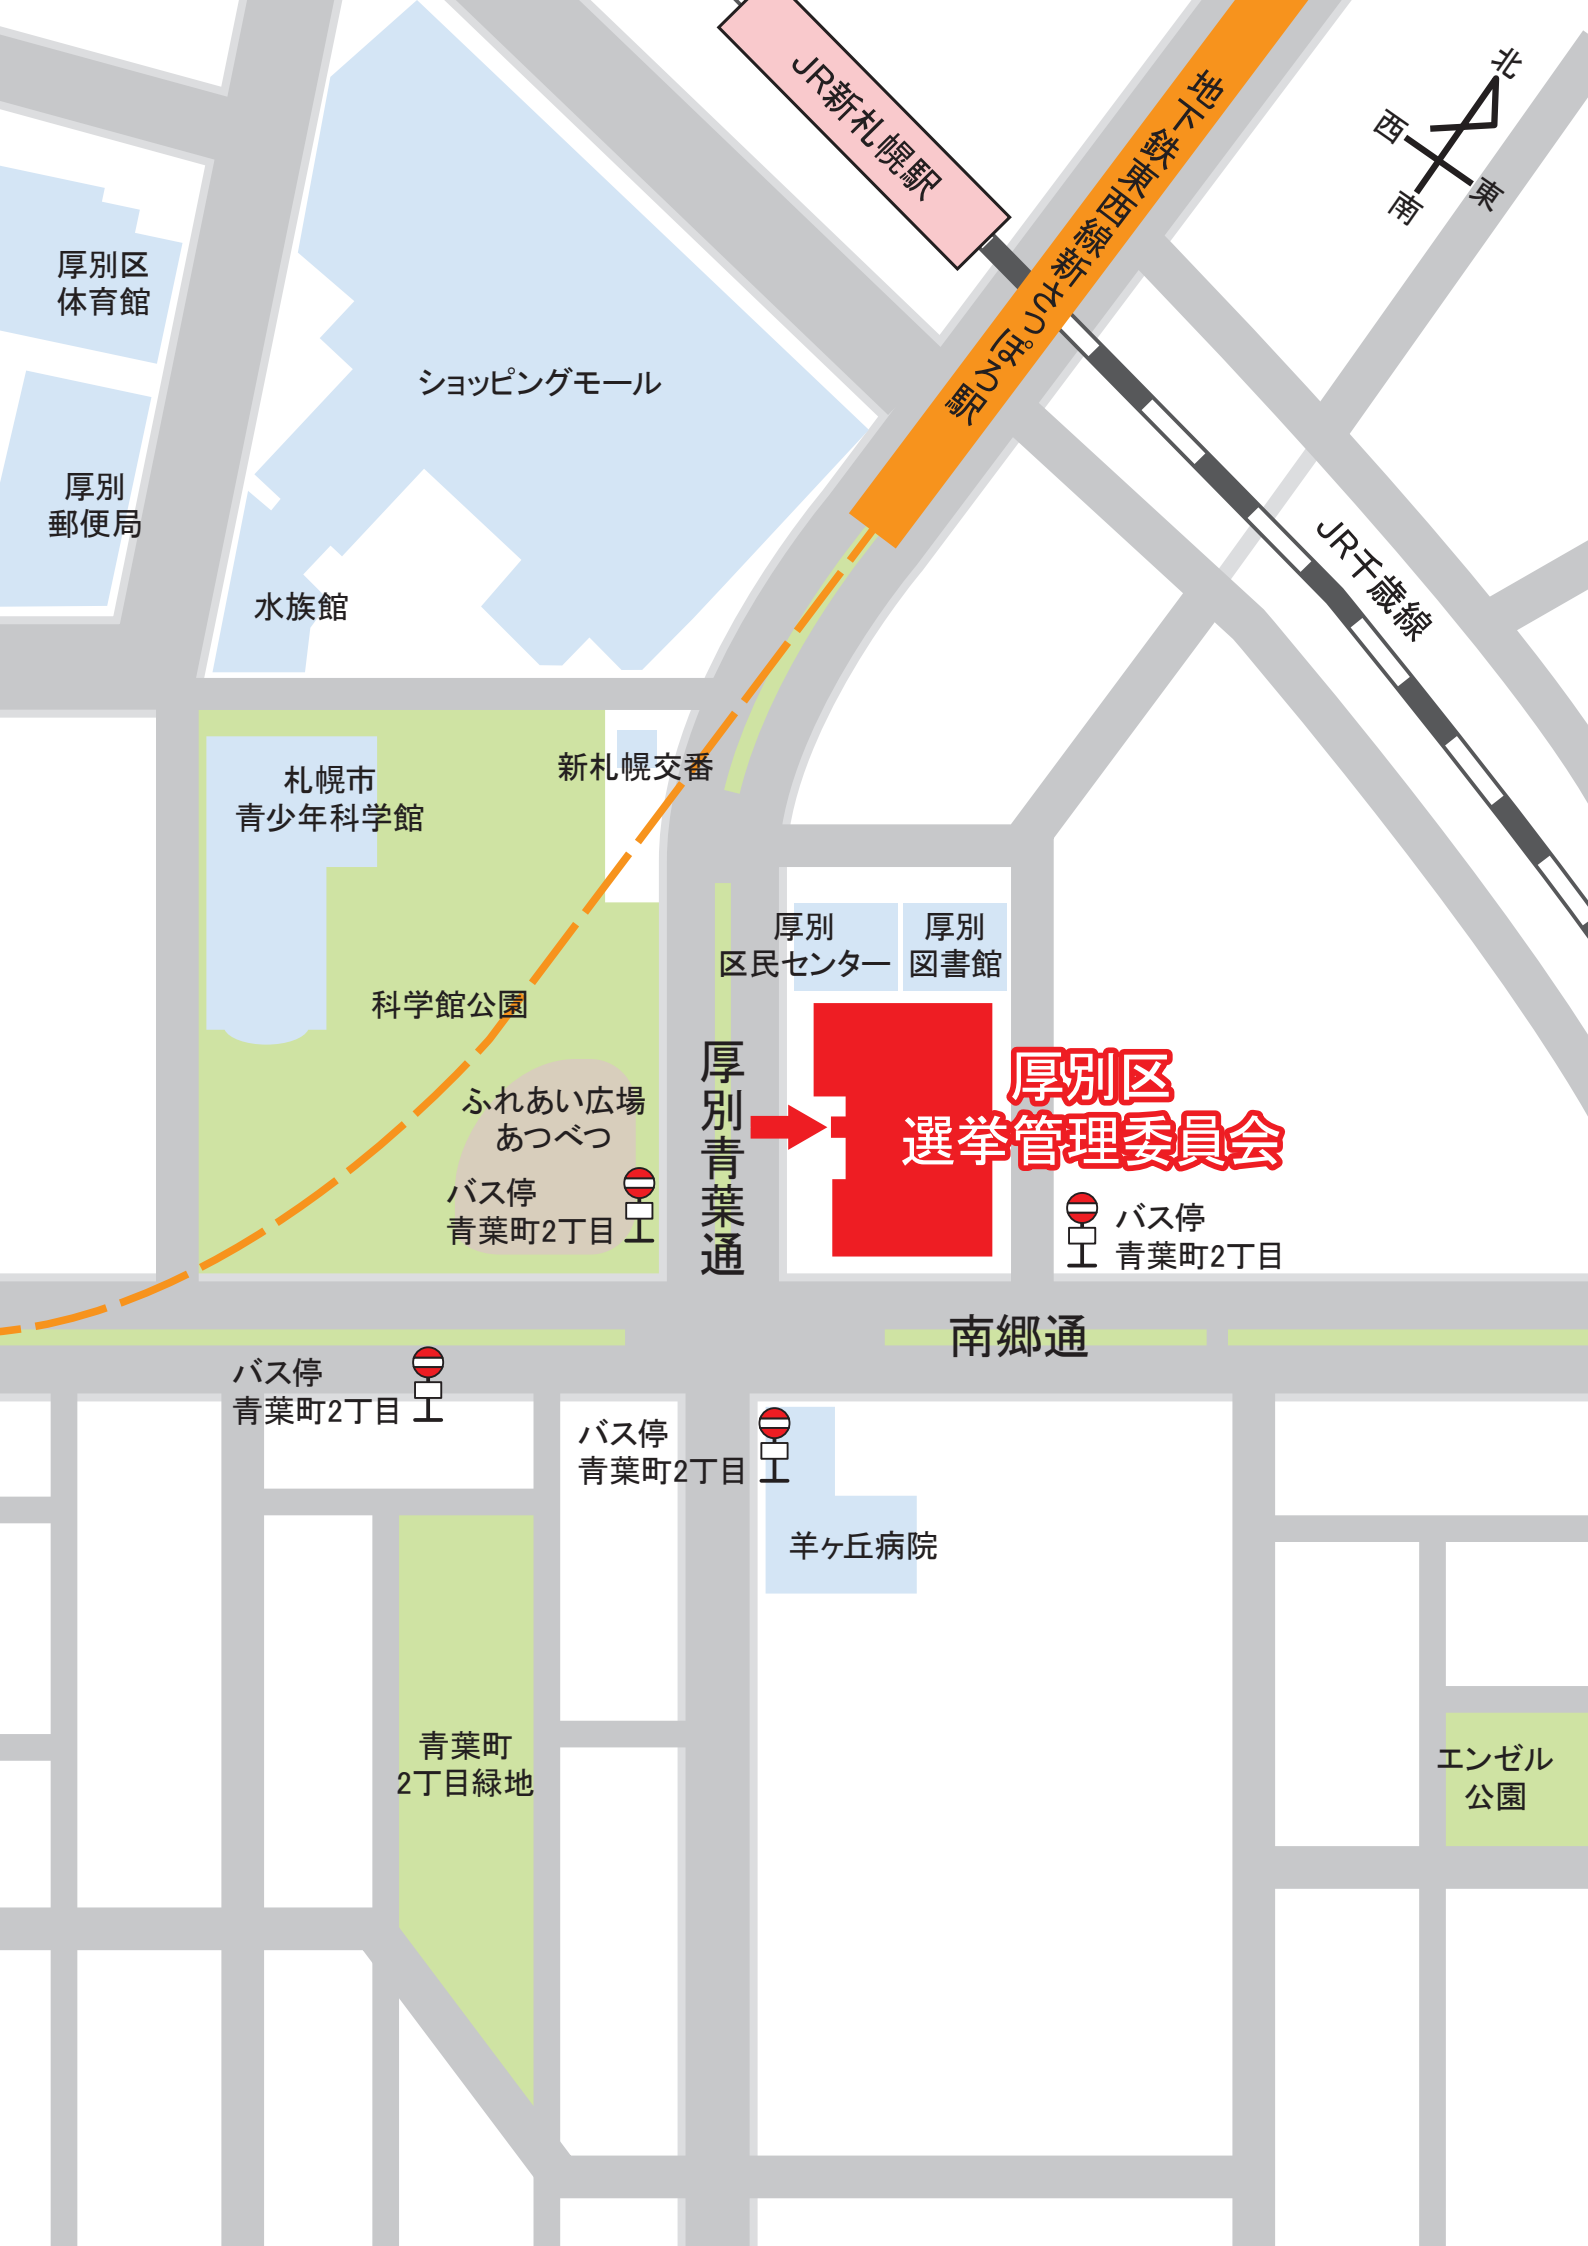 JR新札幌駅
地下鉄東西線新さっぽろ駅
北
西
東
南
厚別区
体育館
ショッピングモール
厚別
郵便局
水族館
JR千歳線
新札幌交番
札幌市
青少年科学館
厚別
区民センター
厚別
図書館
科学館公園
ふれあい広場
あつべつ
厚別青葉通
厚別区
選挙管理委員会
バス停
青葉町2丁目
バス停
青葉町2丁目
南郷通
バス停
青葉町2丁目
バス停
青葉町2丁目
羊ヶ丘病院
青葉町
2丁目緑地
エンゼル
公園